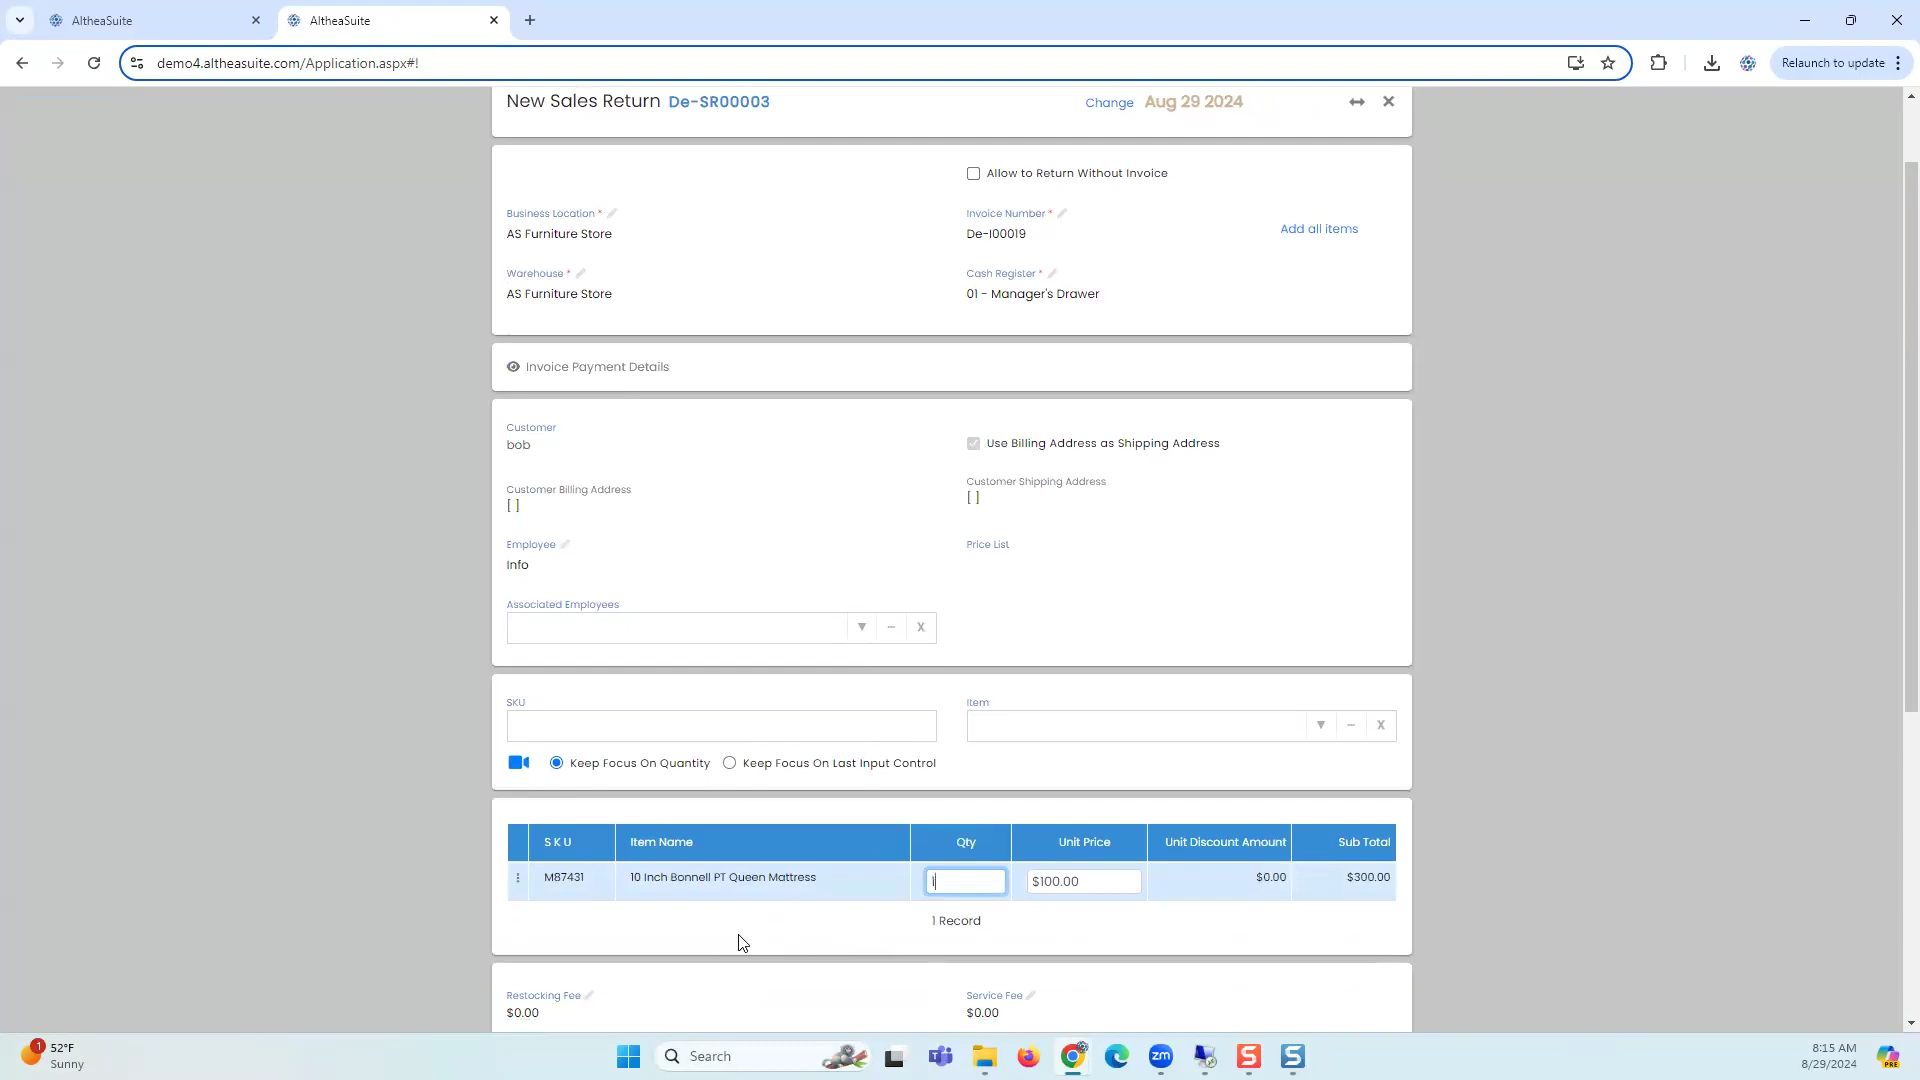 AltheaSuite
AltheaSuite
demo4.altheasuite.com/Application.aspx#!
Relaunch to update
New Sales Return De-SR00003
Change Aug 29 2024
Allow to Return Without Invoice
Business Location *
AS Furniture Store
Invoice Number *
De-I00019
Add all items
Warehouse *
AS Furniture Store
Cash Register *
01 - Manager's Drawer
Invoice Payment Details
Customer
bob
Use Billing Address as Shipping Address
Customer Billing Address
[ ]
Customer Shipping Address
[ ]
Employee
Info
Price List
Associated Employees
SKU
Item
Keep Focus On Quantity
Keep Focus On Last Input Control
S K U Item Name Qty Unit Price Unit Discount Amount Sub Total
M87431 10 Inch Bonnell PT Queen Mattress 1 $100.00 $0.00 $300.00
1 Record
Restocking Fee
$0.00
Service Fee
$0.00
1
52°F
Sunny
Search
zm
S
S
8:15 AM
8/29/2024
PRE